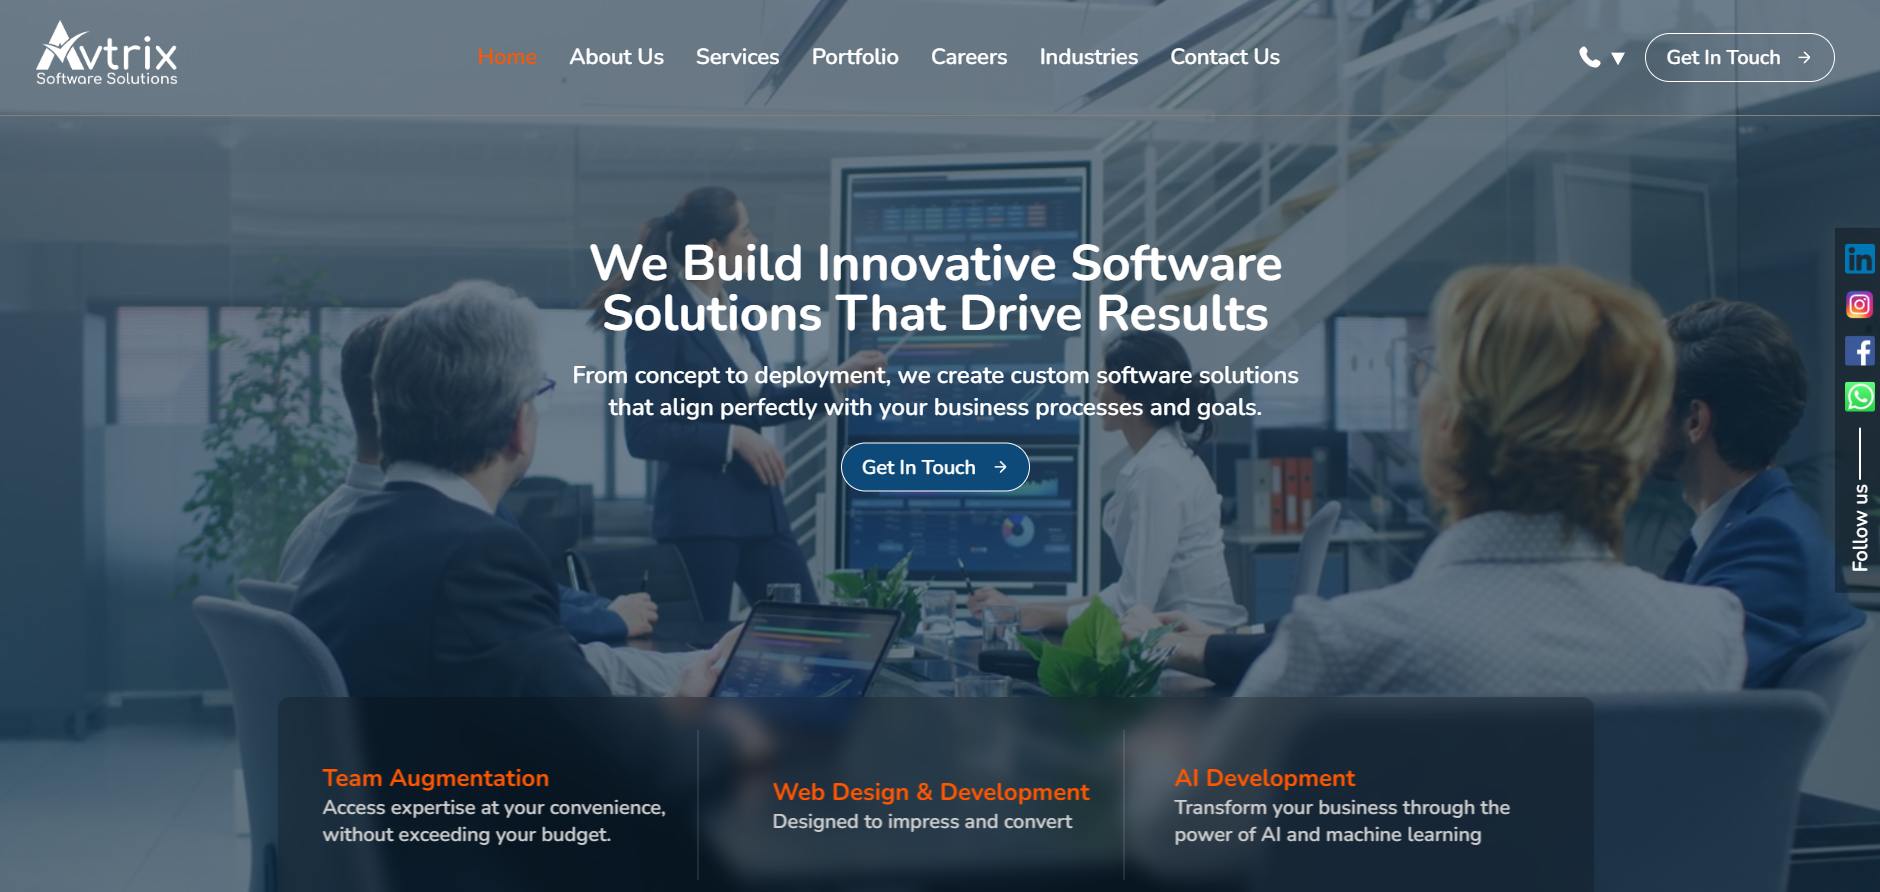 Avtrix
Software Solutions
Home
About Us
Services
Portfolio
Careers
Industries
Contact Us
Get In Touch
We Build Innovative Software
Solutions That Drive Results
From concept to deployment, we create custom software solutions
that align perfectly with your business processes and goals.
Get In Touch
in
f
Follow us
Team Augmentation
Access expertise at your convenience,
without exceeding your budget.
Web Design & Development
Designed to impress and convert
AI Development
Transform your business through the
power of AI and machine learning